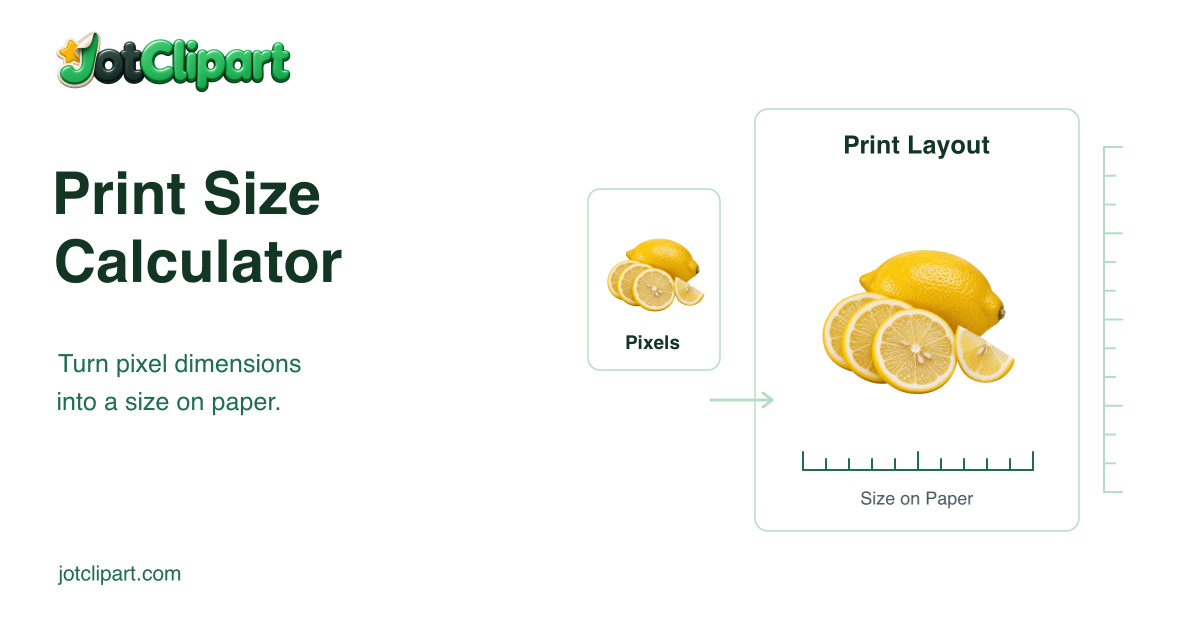 JotClipart
Print Size
Calculator
Turn pixel dimensions
into a size on paper.
jotclipart.com
Pixels
Print Layout
Size on Paper